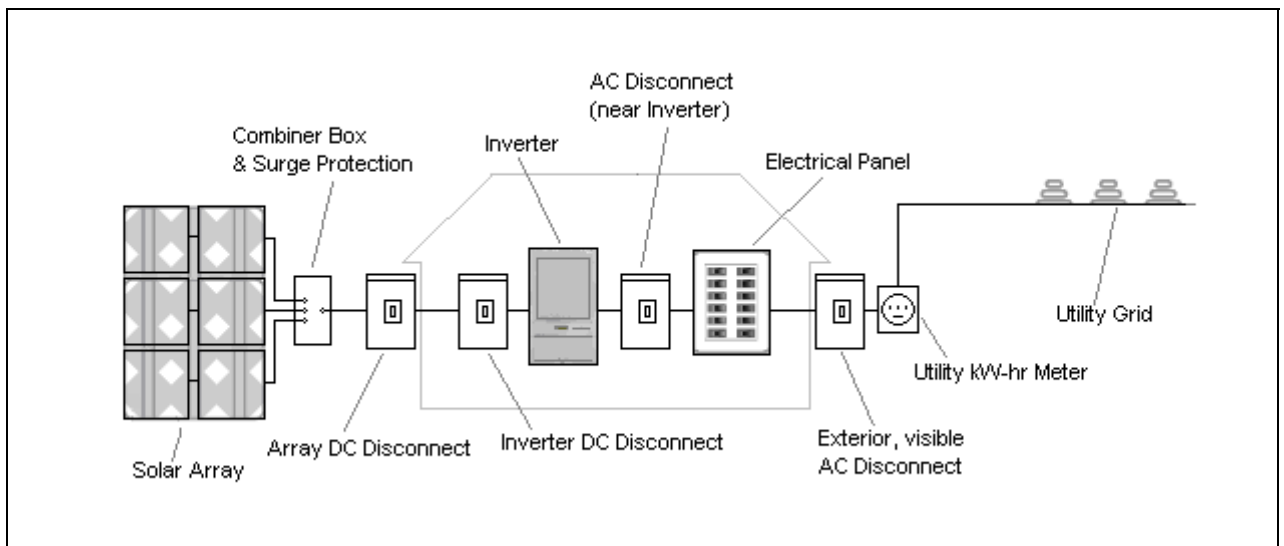 AC Disconnect
(near Inverter)
Combiner Box
& Surge Protection
Inverter
Electrical Panel
Utility Grid
Utility kW-hr Meter
Array DC Disconnect
Inverter DC Disconnect
Exterior, visible
AC Disconnect
Solar Array